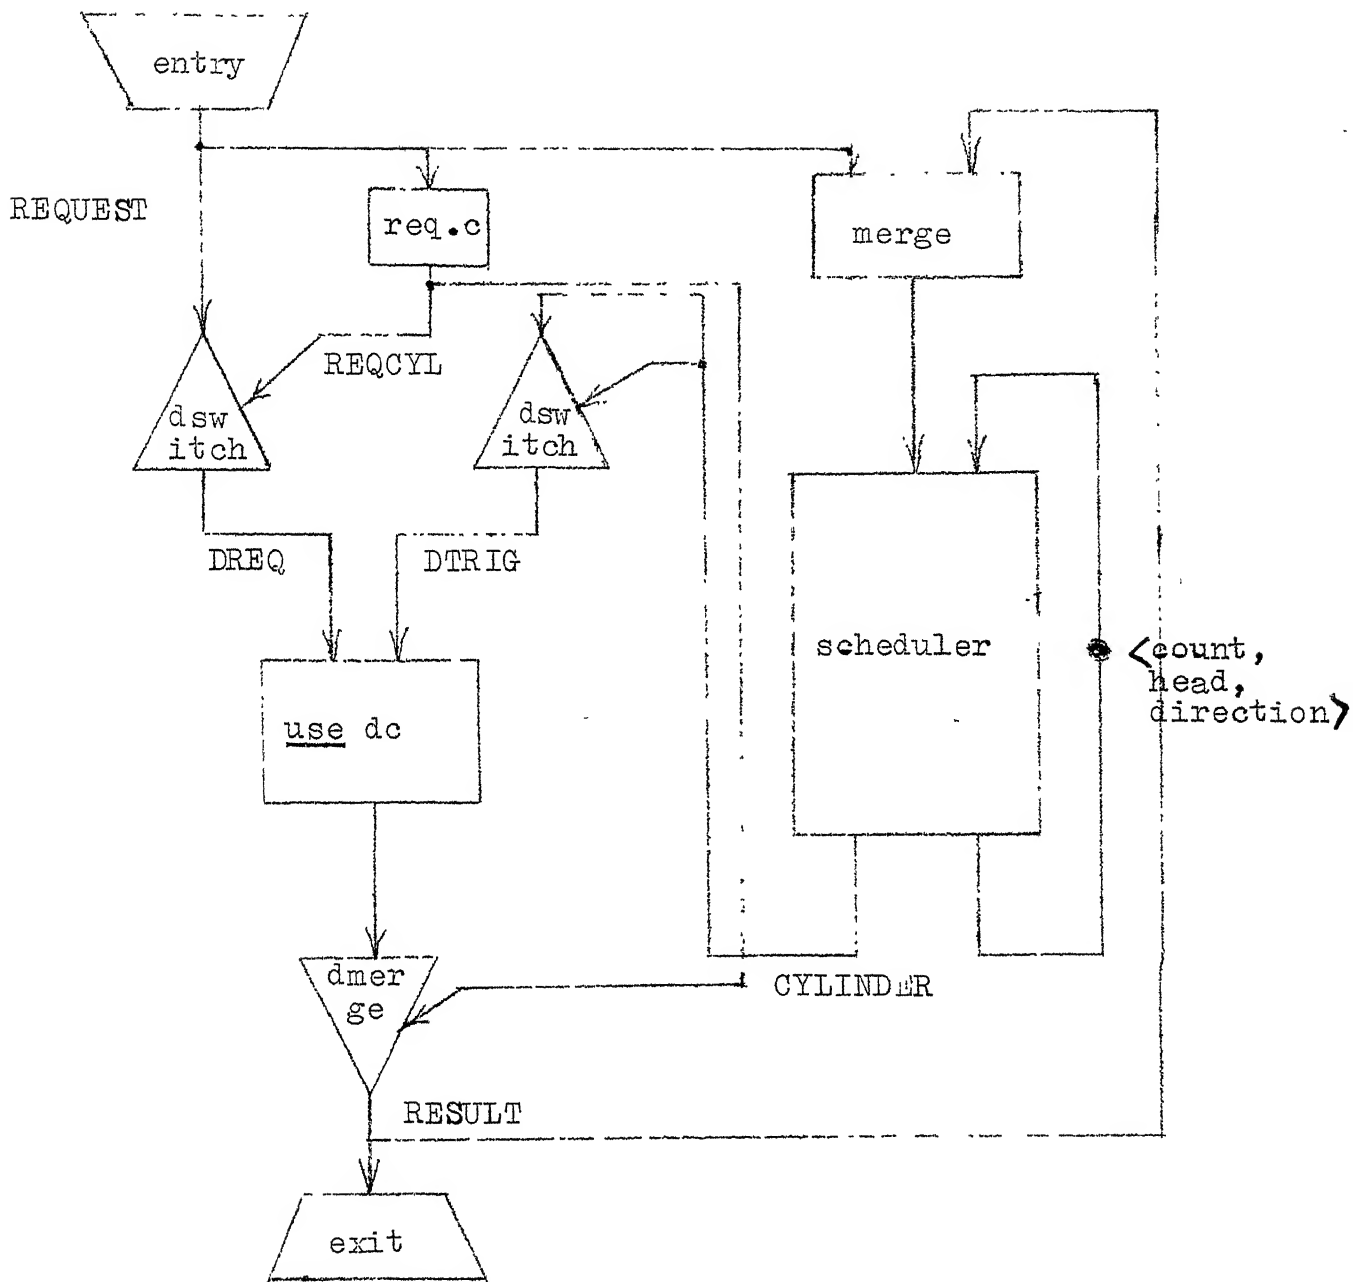 entry
REQUEST
req.c
merge
REQCYL
dsw
itch
dsw
itch
DREQ
DTRIG
scheduler
<count,
head,
direction>
use dc
dmer
ge
CYLINDER
RESULT
exit